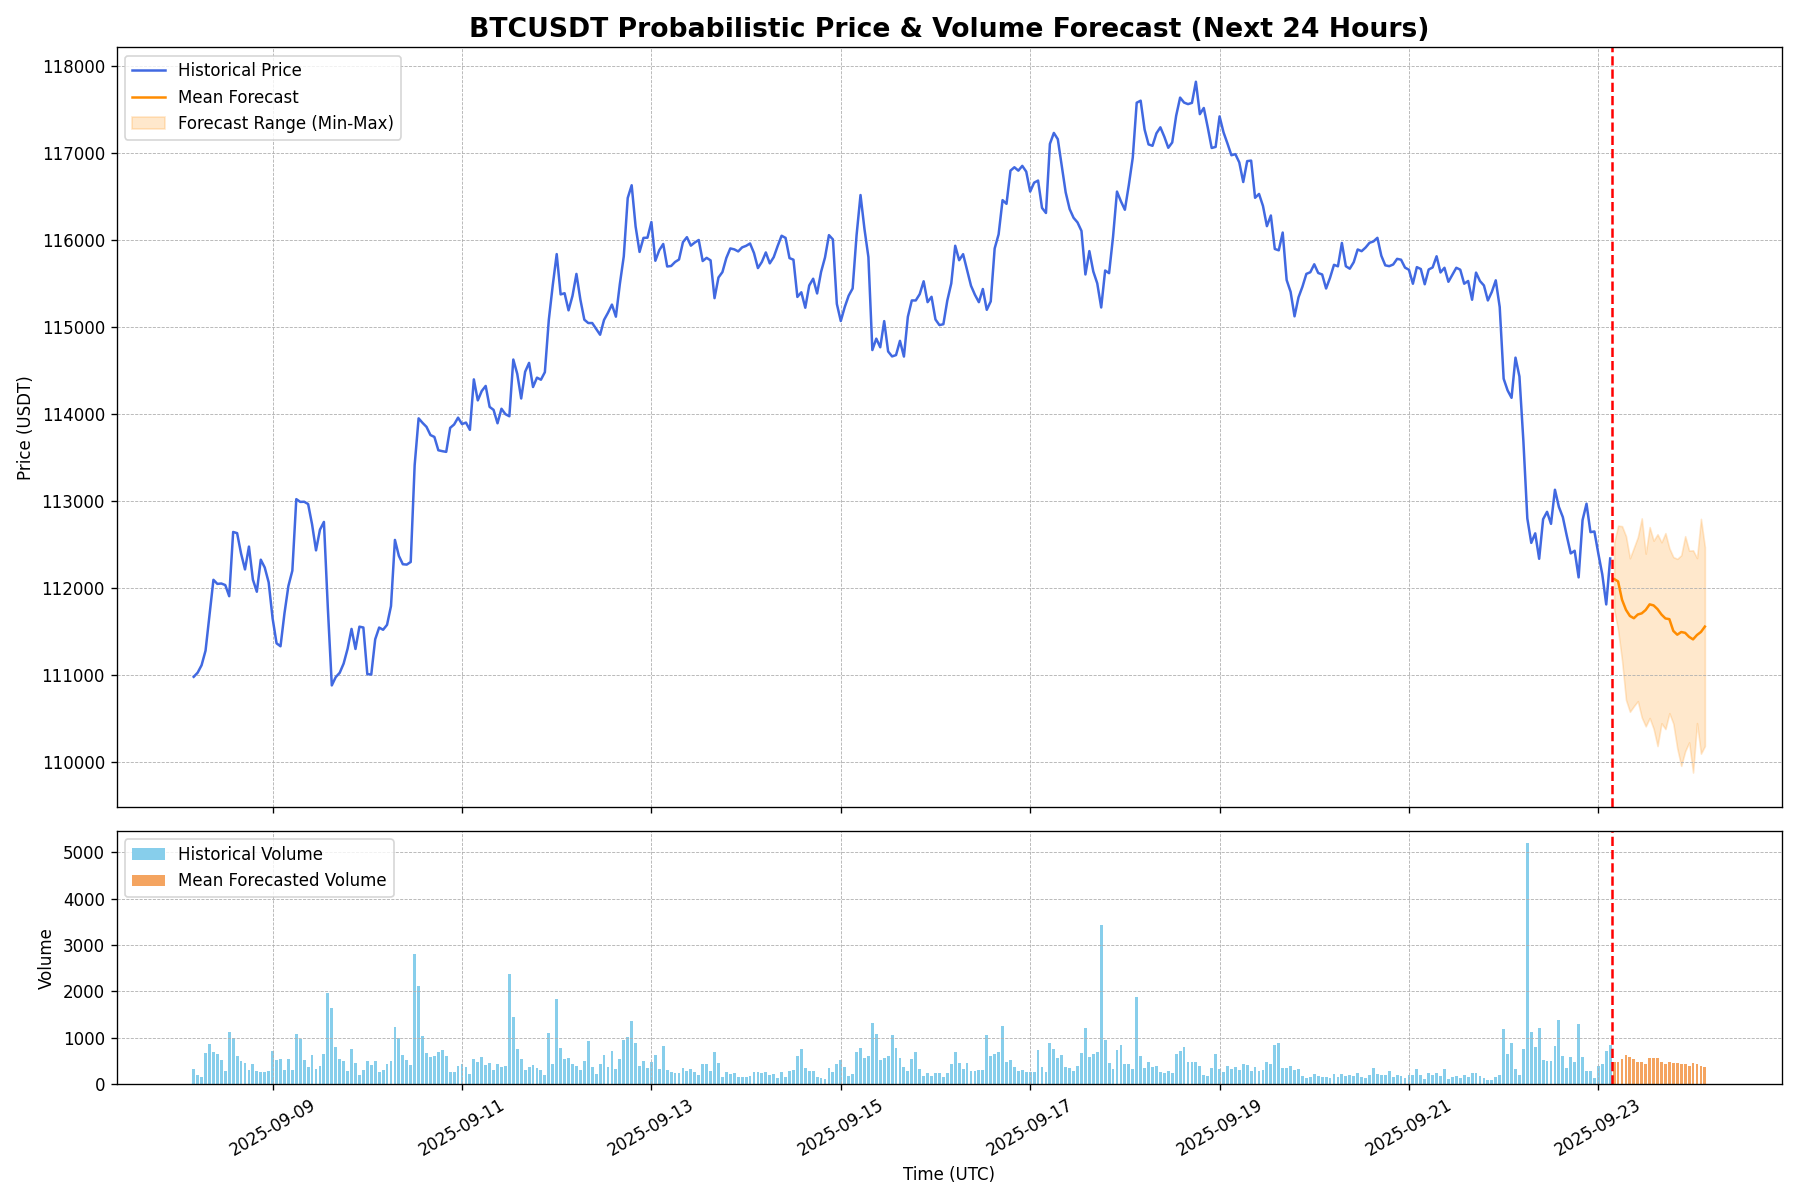 BTCUSDT Probabilistic Price & Volume Forecast (Next 24 Hours)
Historical Price
Mean Forecast
Forecast Range (Min-Max)
118000
117000
116000
115000
114000
113000
112000
111000
110000
Price (USDT)
Historical Volume
Mean Forecasted Volume
5000
4000
3000
2000
1000
0
Volume
2025-09-09
2025-09-11
2025-09-13
2025-09-15
2025-09-17
2025-09-19
2025-09-21
2025-09-23
Time (UTC)